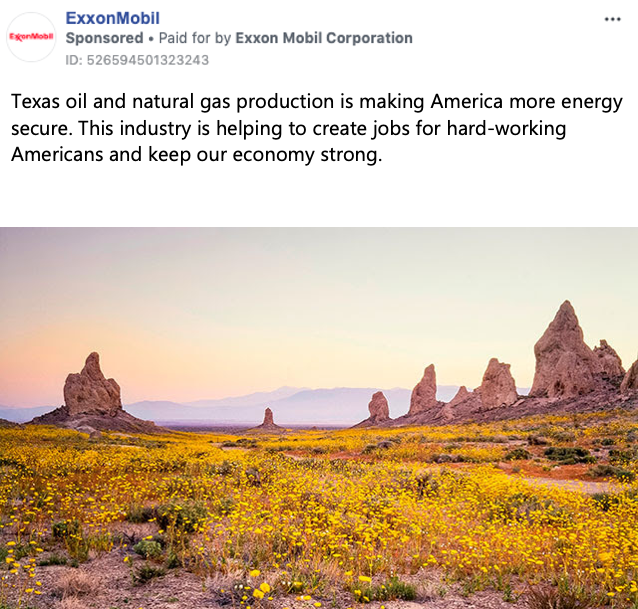 ExxonMobil
ExxonMobil
Sponsored • Paid for by Exxon Mobil Corporation
ID: 526594501323243
Texas oil and natural gas production is making America more energy
secure. This industry is helping to create jobs for hard-working
Americans and keep our economy strong.